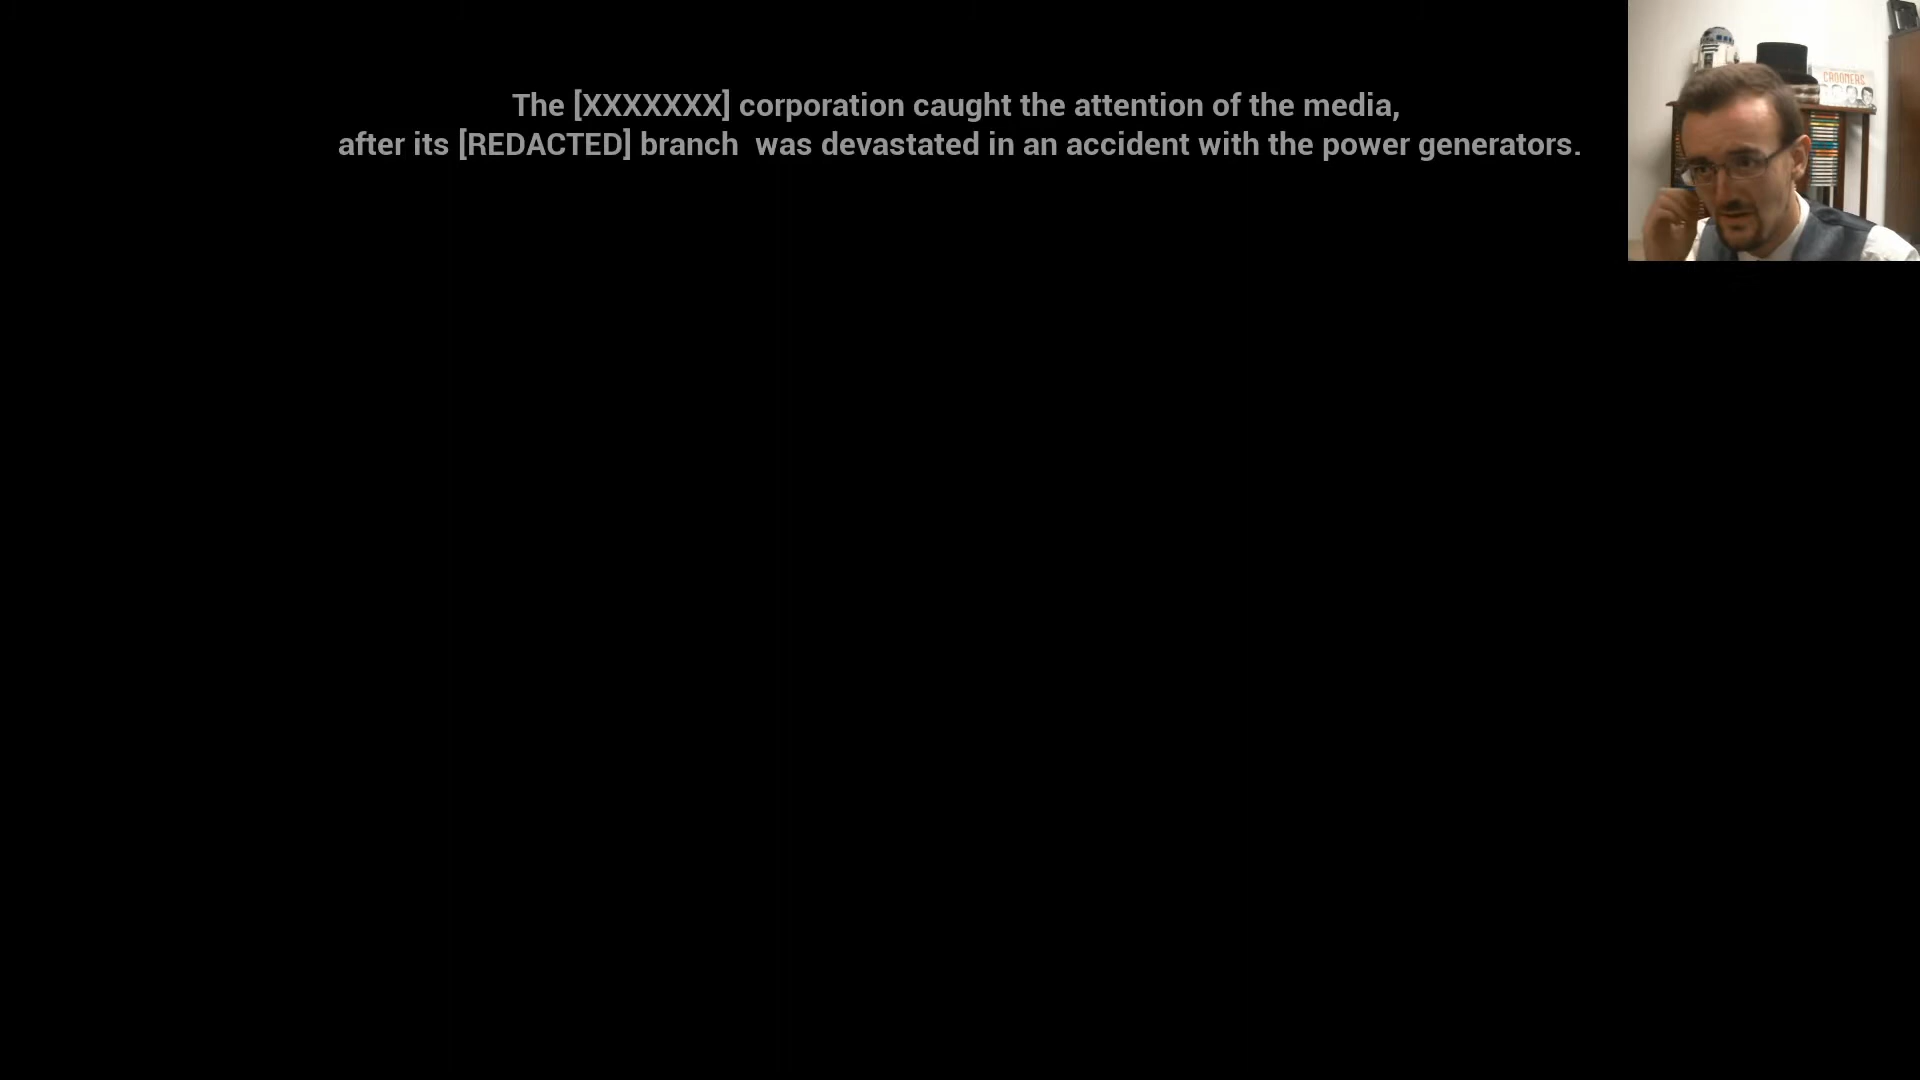 The [XXXXXXX] corporation caught the attention of the media,
after its [REDACTED] branch  was devastated in an accident with the power generators.
CROONERS